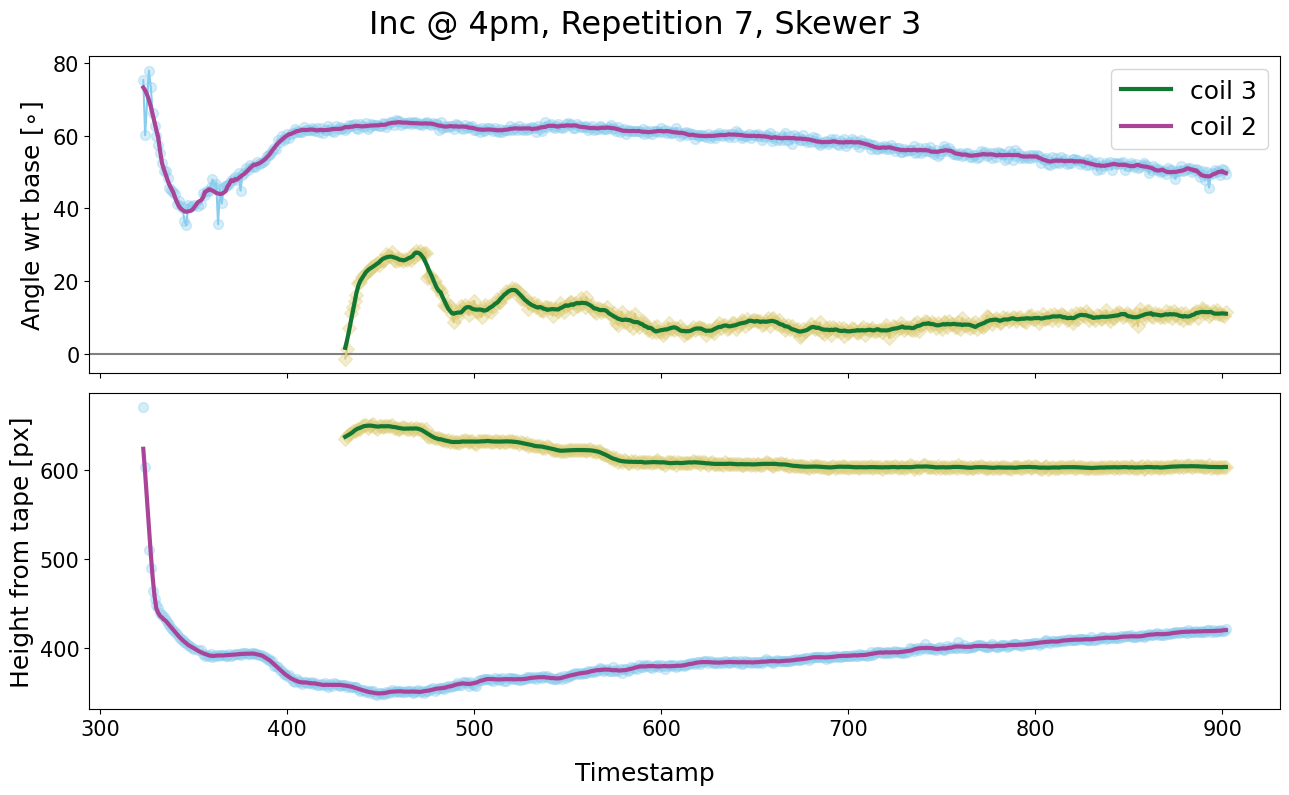 Inc @ 4pm, Repetition 7, Skewer 3
Angle wrt base [∘]
80
60
40
20
0
coil 3
coil 2
Height from tape [px]
600
500
400
300 400 500 600 700 800 900
Timestamp